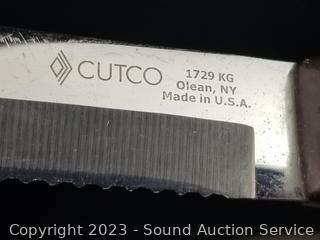 CUTCO
1729 KG
Olean, NY
Made in U.S.A.
Copyright 2023 - Sound Auction Service